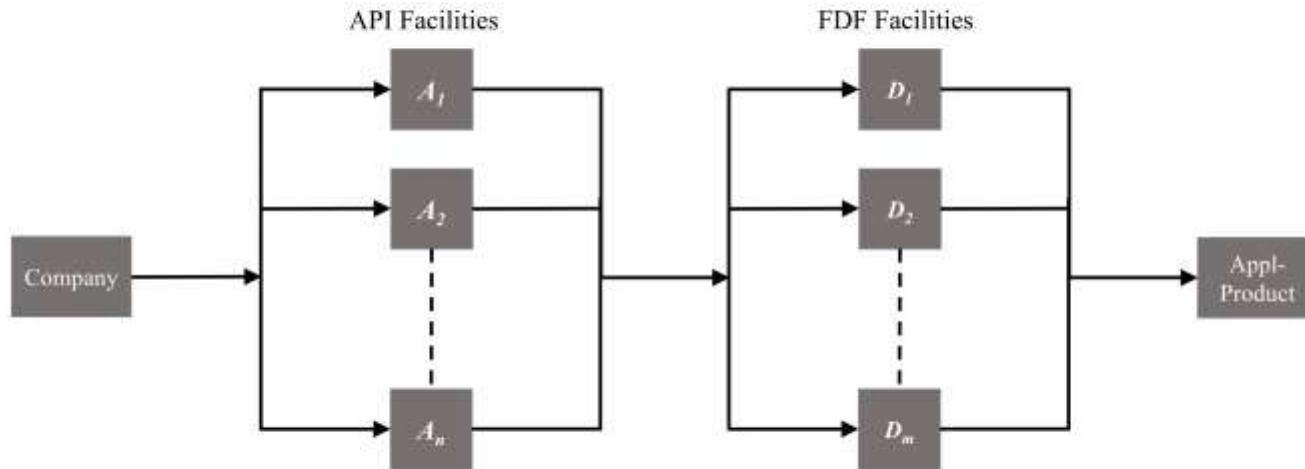 API Facilities
FDF Facilities
A1
D1
A2
D2
Company
Appl-
Product
An
Dm